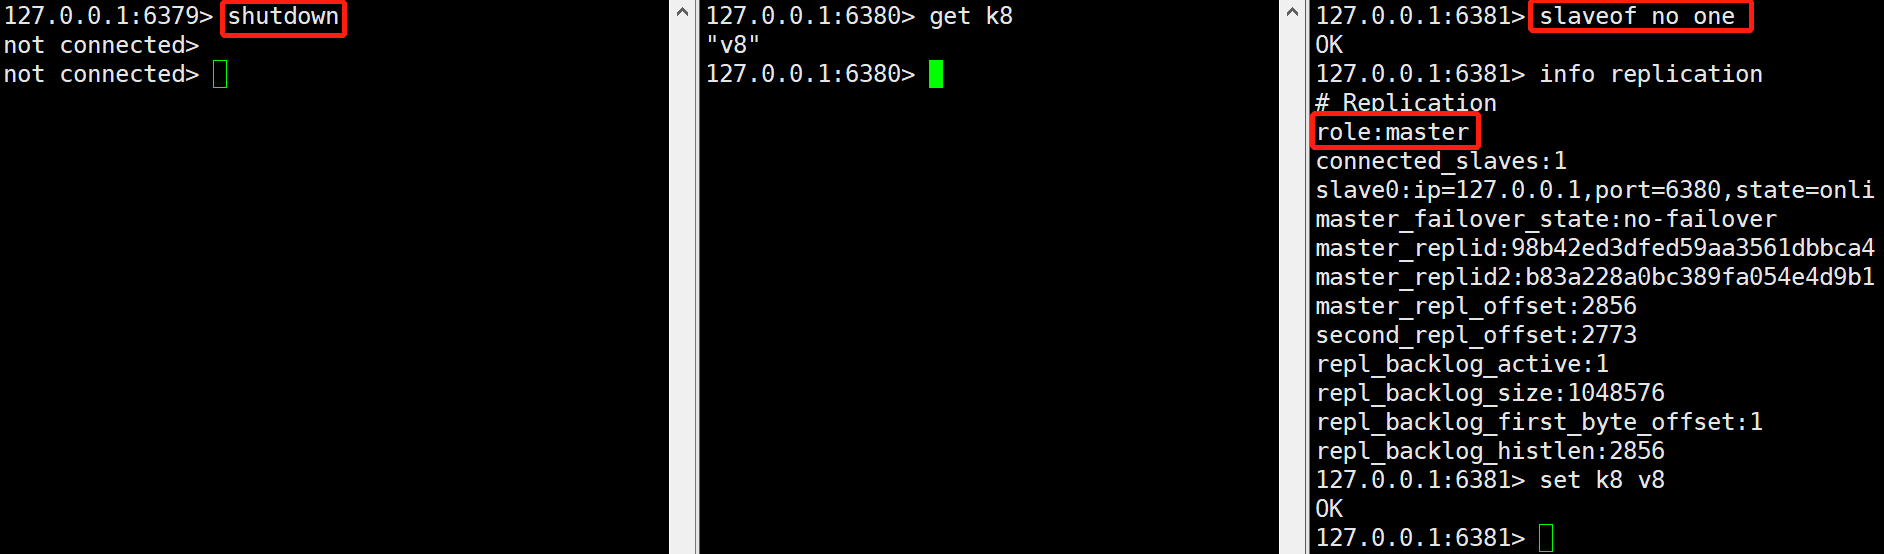 127.0.0.1:6379> shutdown
not connected>
not connected>
127.0.0.1:6380> get k8
"v8"
127.0.0.1:6380>
127.0.0.1:6381> slaveof no one
OK
127.0.0.1:6381> info replication
# Replication
role:master
connected_slaves:1
slave0:ip=127.0.0.1,port=6380,state=onli
master_failover_state:no-failover
master_replid:98b42ed3dfed59aa3561dbbca4
master_replid2:b83a228a0bc389fa054e4d9b1
master_repl_offset:2856
second_repl_offset:2773
repl_backlog_active:1
repl_backlog_size:1048576
repl_backlog_first_byte_offset:1
repl_backlog_histlen:2856
127.0.0.1:6381> set k8 v8
OK
127.0.0.1:6381>